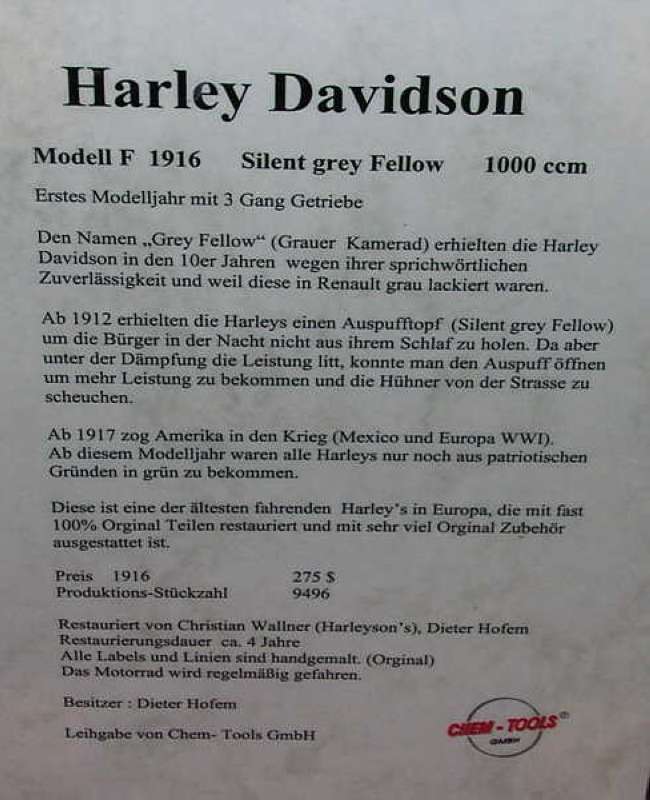 Harley Davidson
Modell F 1916 Silent grey Fellow 1000 ccm
Erstes Modelljahr mit 3 Gang Getriebe
Den Namen „Grey Fellow“ (Grauer Kamerad) erhielten die Harley
Davidson in den 10er Jahren wegen ihrer sprichwörtlichen
Zuverlässigkeit und weil diese in Renault grau lackiert waren.
Ab 1912 erhielten die Harleys einen Auspufftopf (Silent grey Fellow)
um die Bürger in der Nacht nicht aus ihrem Schlaf zu holen. Da aber
unter der Dämpfung die Leistung litt, konnte man den Auspuff öffnen
um mehr Leistung zu bekommen und die Hühner von der Strasse zu
scheuchen.
Ab 1917 zog Amerika in den Krieg (Mexico und Europa WWI).
Ab diesem Modelljahr waren alle Harleys nur noch aus patriotischen
Gründen in grün zu bekommen.
Diese ist eine der ältesten fahrenden Harley's in Europa, die mit fast
100% Orginal Teilen restauriert und mit sehr viel Orginal Zubehör
ausgestattet ist.
Preis 1916 275 $
Produktions-Stückzahl 9496
Restauriert von Christian Wallner (Harleyson's), Dieter Hofem
Restaurierungsdauer ca. 4 Jahre
Alle Labels und Linien sind handgemalt. (Orginal)
Das Motorrad wird regelmäßig gefahren.
Besitzer : Dieter Hofem
Leihgabe von Chem- Tools GmbH
CHEM-TOOLS®
GMBH